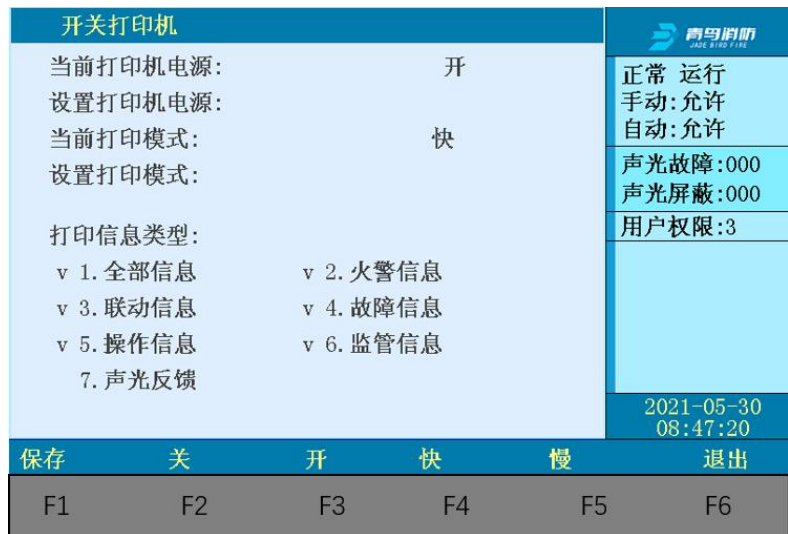 开关打印机
当前打印机电源: 开
设置打印机电源:
当前打印模式: 快
设置打印模式:
打印信息类型:
v 1.全部信息 v 2.火警信息
v 3.联动信息 v 4.故障信息
v 5.操作信息 v 6.监管信息
7.声光反馈
青鸟消防
JADE BIRD FIRE
正常 运行
手动:允许
自动:允许
声光故障:000
声光屏蔽:000
用户权限:3
2021-05-30
08:47:20
保存 关 开 快 慢 退出
F1 F2 F3 F4 F5 F6